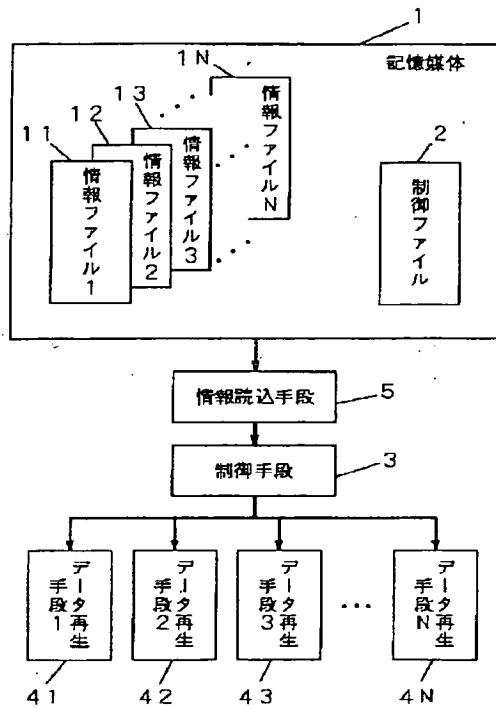 1
記憶媒体
1N
情報ファイルN
13
情報ファイル3
12
情報ファイル2
11
情報ファイル1
2
制御ファイル
情報読込手段
5
制御手段
3
データ再生
手段1
データ再生
手段2
データ再生
手段3
・・・
データ再生
手段N
41
42
43
4N